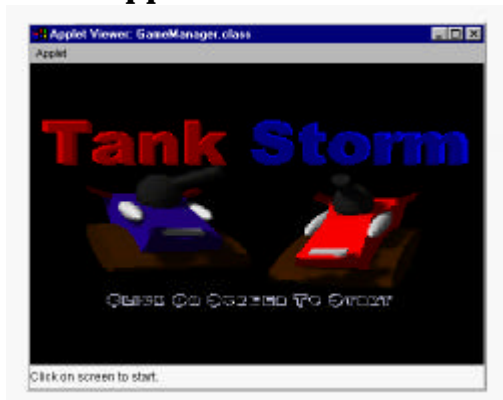 Applet Viewer: GameManager.class
Applet
Tank Storm
Click On Screen To Start
Click on screen to start.